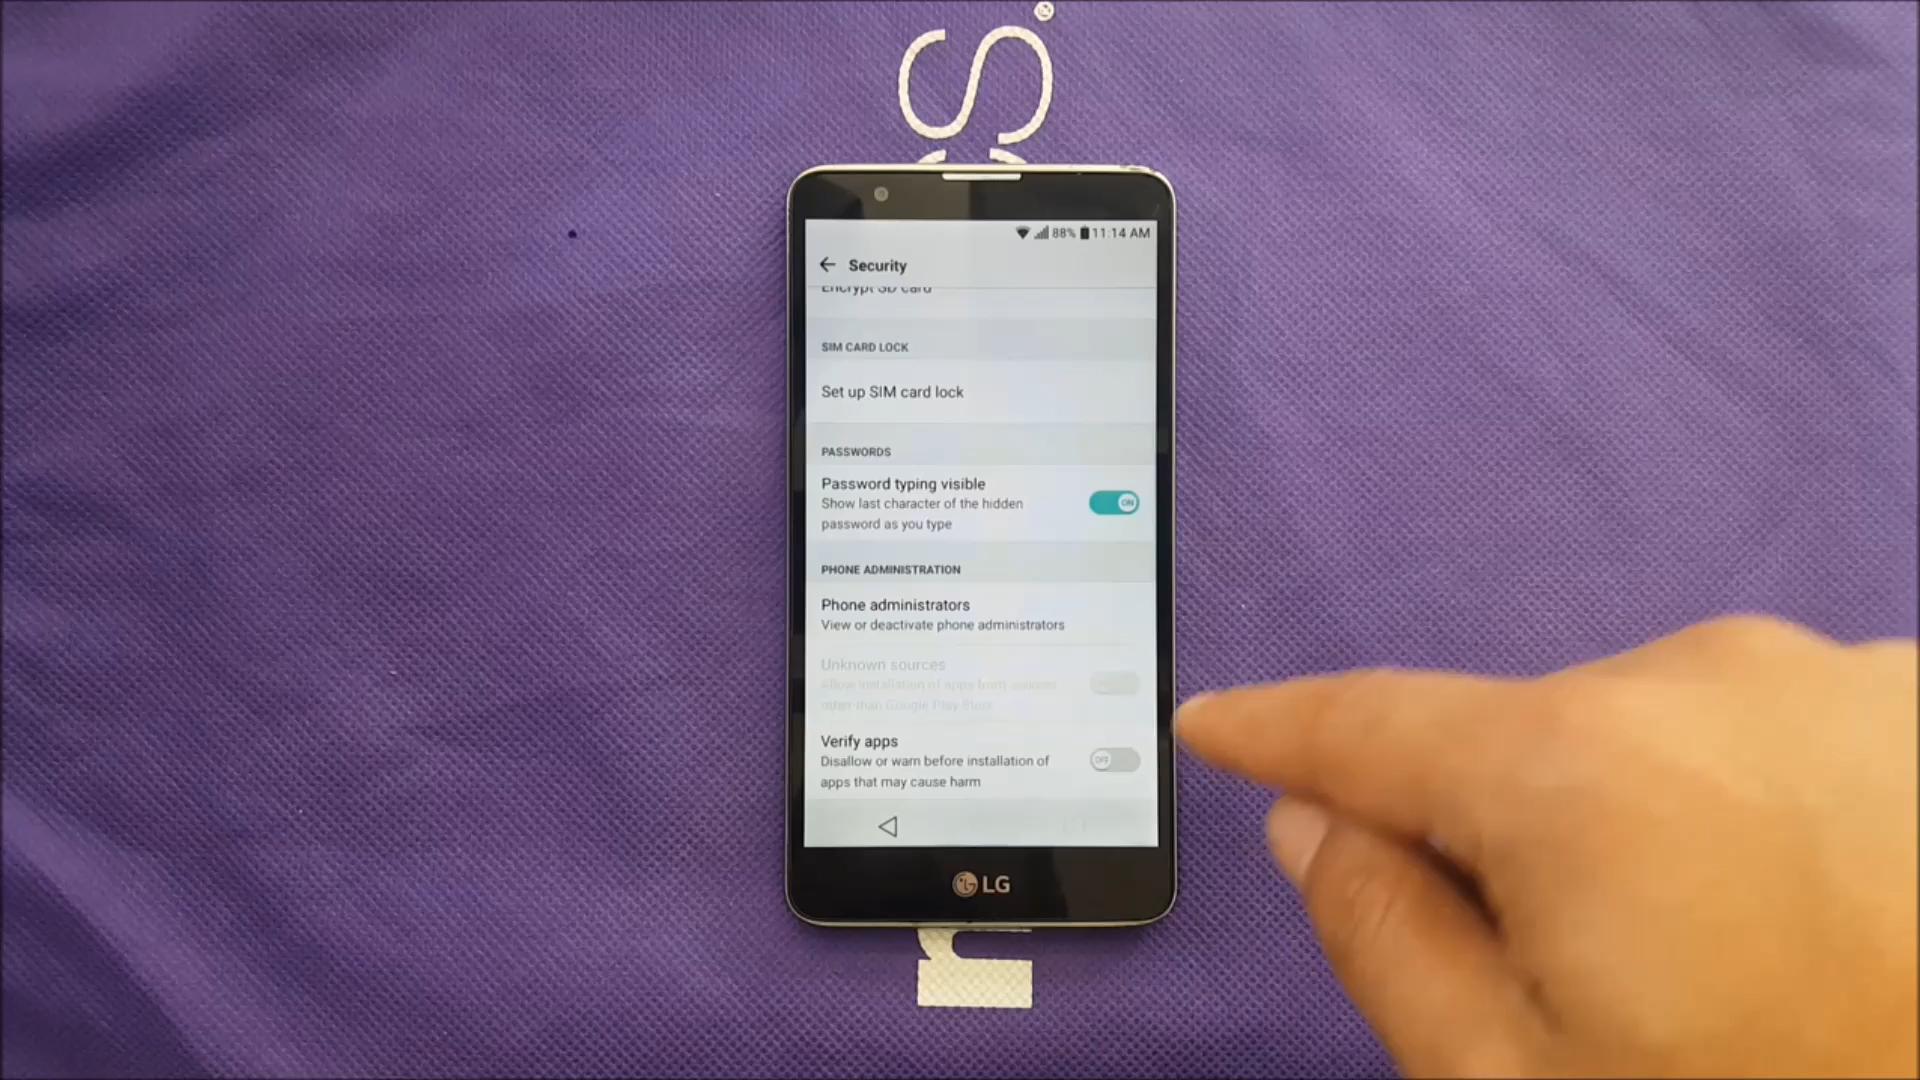 S
88% 11:14 AM
Security
Encrypt SD card
SIM CARD LOCK
Set up SIM card lock
PASSWORDS
Password typing visible
Show last character of the hidden
password as you type
ON
PHONE ADMINISTRATION
Phone administrators
View or deactivate phone administrators
Unknown sources
Allow installation of apps from sources
other than Google Play Store
Verify apps
Disallow or warn before installation of
apps that may cause harm
OFF
LG